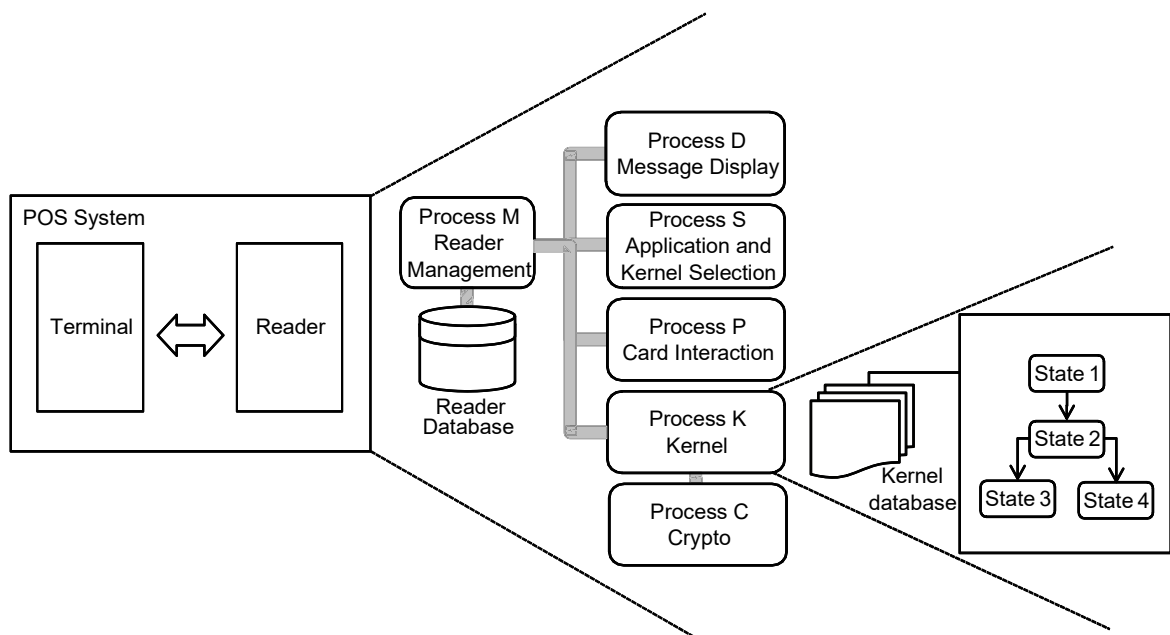 POS System
Terminal
Reader
Process M
Reader
Management
Reader
Database
Process D
Message Display
Process S
Application and
Kernel Selection
Process P
Card Interaction
Process K
Kernel
Process C
Crypto
Kernel
database
State 1
State 2
State 3
State 4